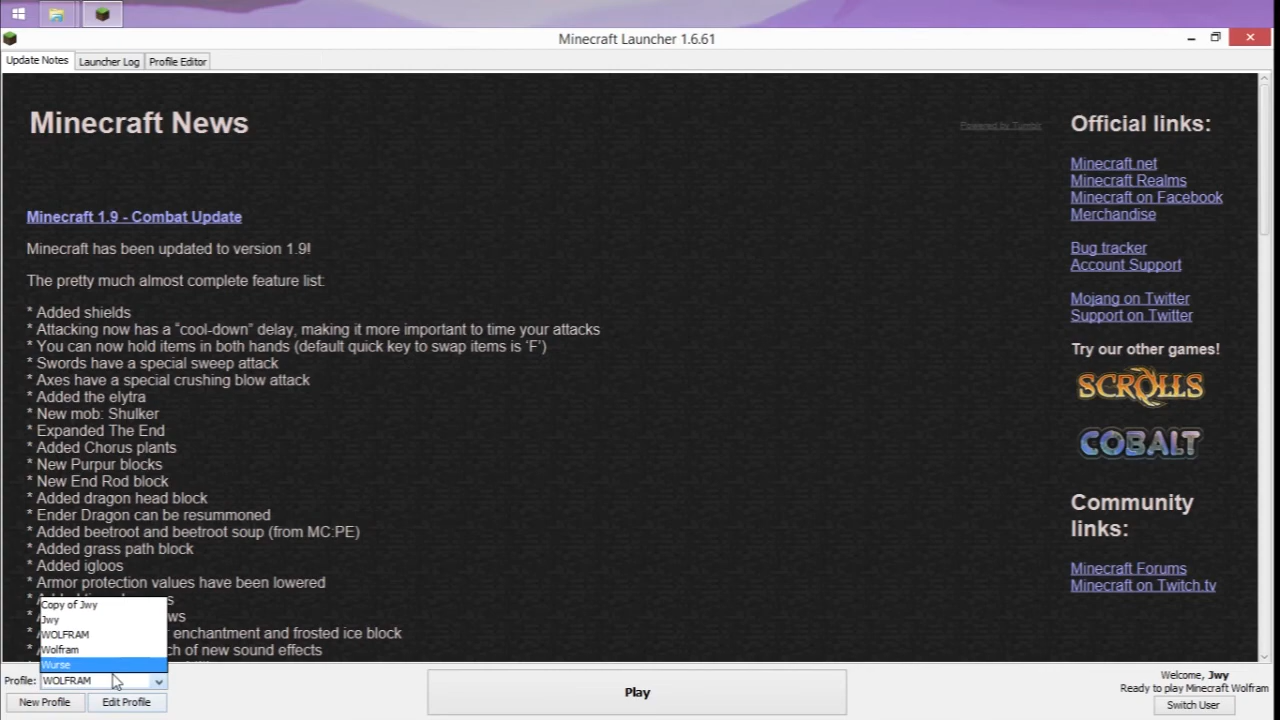 Minecraft Launcher 1.6.61
Update Notes
Launcher Log
Profile Editor
Minecraft News
Powered by Tumblr
Minecraft 1.9 - Combat Update
Minecraft has been updated to version 1.9!
The pretty much almost complete feature list:
* Added shields
* Attacking now has a “cool-down” delay, making it more important to time your attacks
* You can now hold items in both hands (default quick key to swap items is ‘F’)
* Swords have a special sweep attack
* Axes have a special crushing blow attack
* Added the elytra
* New mob: Shulker
* Expanded The End
* Added Chorus plants
* New Purpur blocks
* New End Rod block
* Added dragon head block
* Ender Dragon can be resummoned
* Added beetroot and beetroot soup (from MC:PE)
* Added grass path block
* Added igloos
* Armor protection values have been lowered
enchantment and frosted ice block
ch of new sound effects
Official links:
Minecraft.net
Minecraft Realms
Minecraft on Facebook
Merchandise
Bug tracker
Account Support
Mojang on Twitter
Support on Twitter
Try our other games!
SCROLLS
COBALT
Community
links:
Minecraft Forums
Minecraft on Twitch.tv
Copy of Jwy
Jwy
WOLFRAM
Wolfram
Wurse
Profile: WOLFRAM
New Profile
Edit Profile
Play
Welcome, Jwy
Ready to play Minecraft Wolfram
Switch User